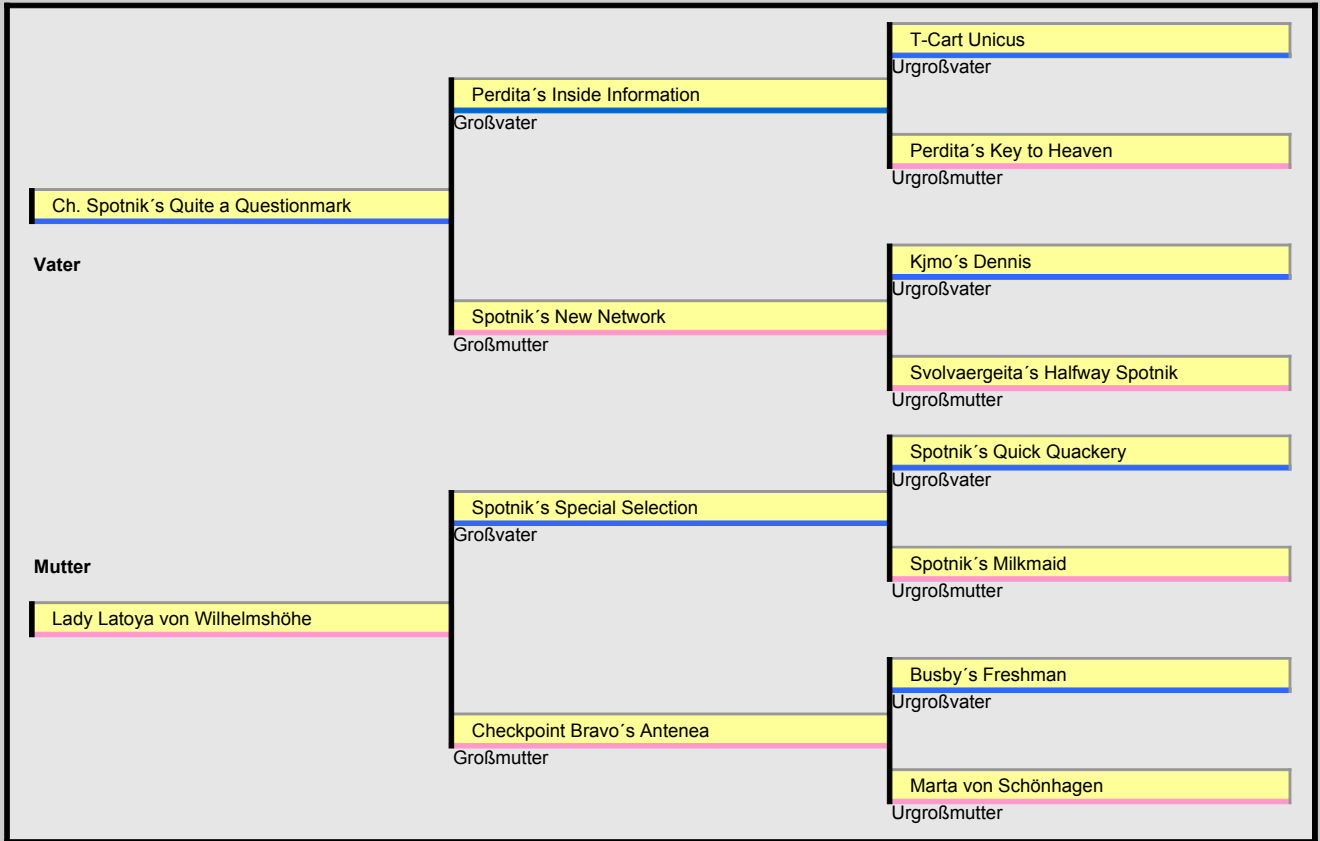 T-Cart Unicus
Urgroßvater
Perdita´s Inside Information
Großvater
Perdita´s Key to Heaven
Urgroßmutter
Ch. Spotnik´s Quite a Questionmark
Vater
Kjmo´s Dennis
Urgroßvater
Spotnik´s New Network
Großmutter
Svolvaergeita´s Halfway Spotnik
Urgroßmutter
Spotnik´s Quick Quackery
Urgroßvater
Spotnik´s Special Selection
Großvater
Mutter
Spotnik´s Milkmaid
Urgroßmutter
Lady Latoya von Wilhelmshöhe
Busby´s Freshman
Urgroßvater
Checkpoint Bravo´s Antenea
Großmutter
Marta von Schönhagen
Urgroßmutter